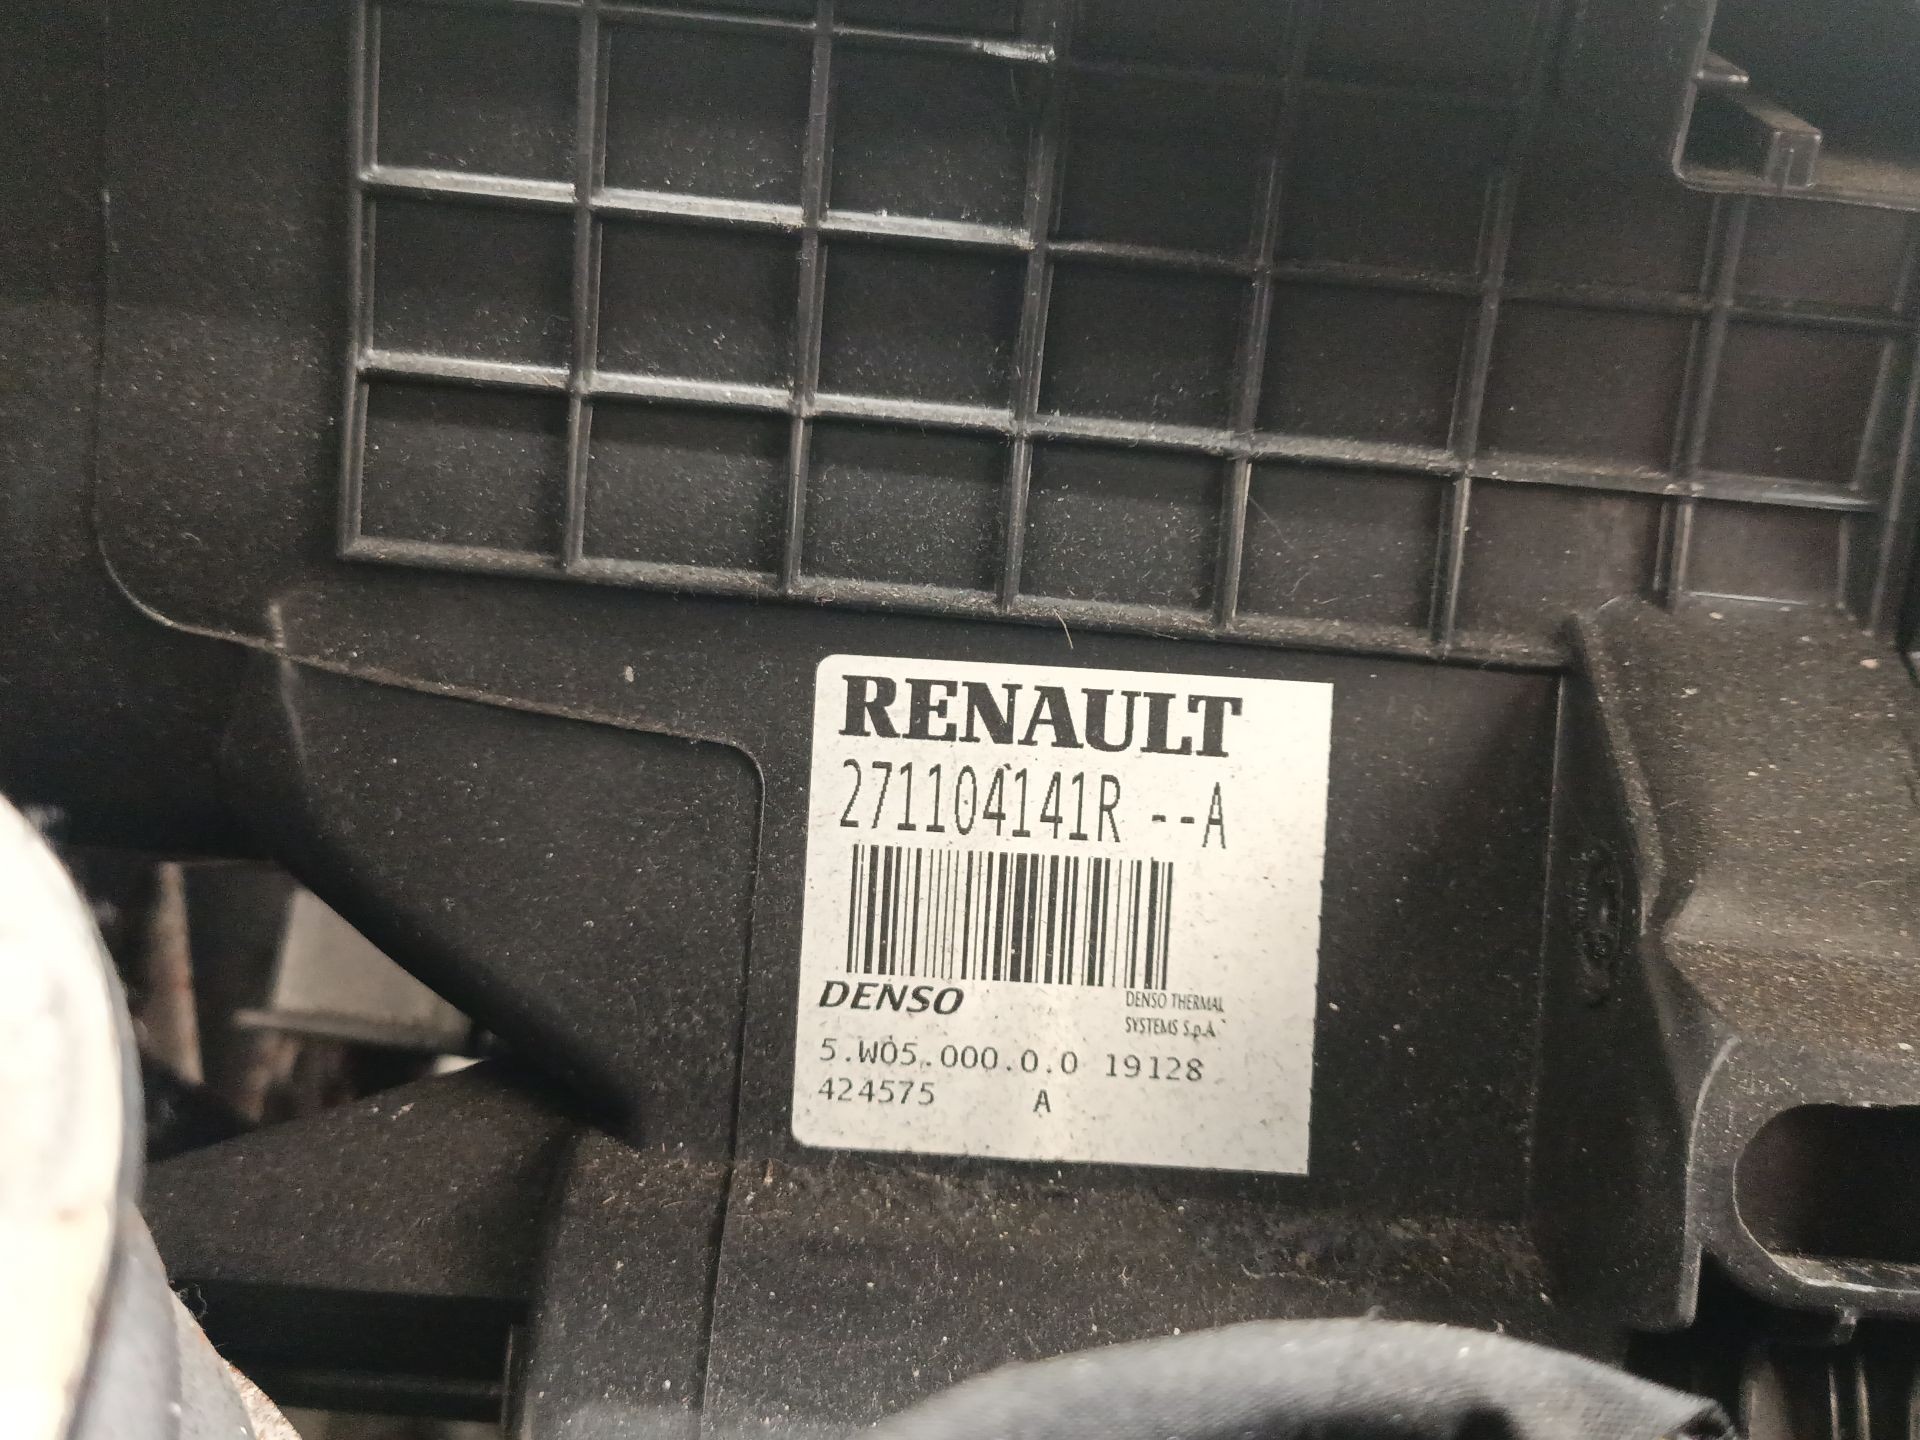 RENAULT
271104141R --A
DENSO
DENSO THERMAL
SYSTEMS S.p.A.
5.W05.000.0.0 19128
424575 A